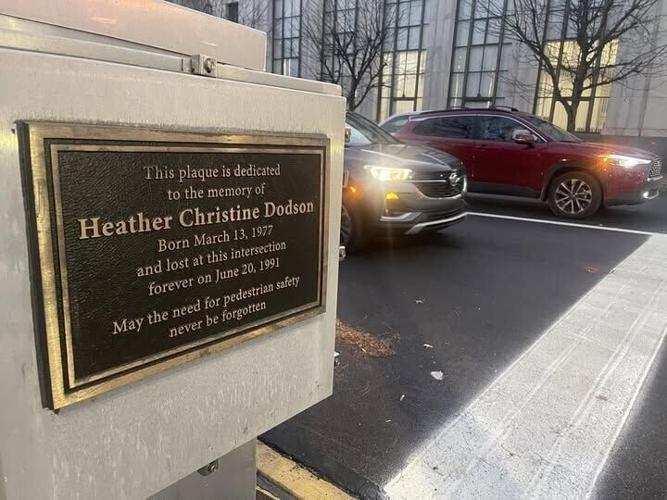 This plaque is dedicated
to the memory of
Heather Christine Dodson
Born March 13, 1977
and lost at this intersection
forever on June 20, 1991
May the need for pedestrian safety
never be forgotten